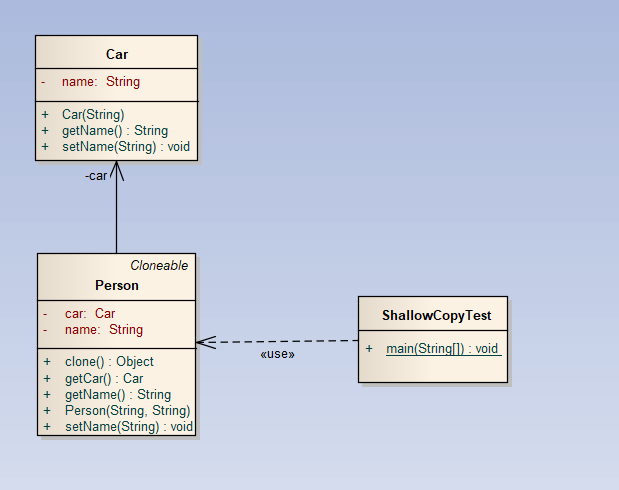 Car
- name: String
+ Car(String)
+ getName() : String
+ setName(String) : void
-car
Cloneable
Person
- car: Car
- name: String
+ clone() : Object
+ getCar() : Car
+ getName() : String
+ Person(String, String)
+ setName(String) : void
«use»
ShallowCopyTest
+ main(String[]) : void